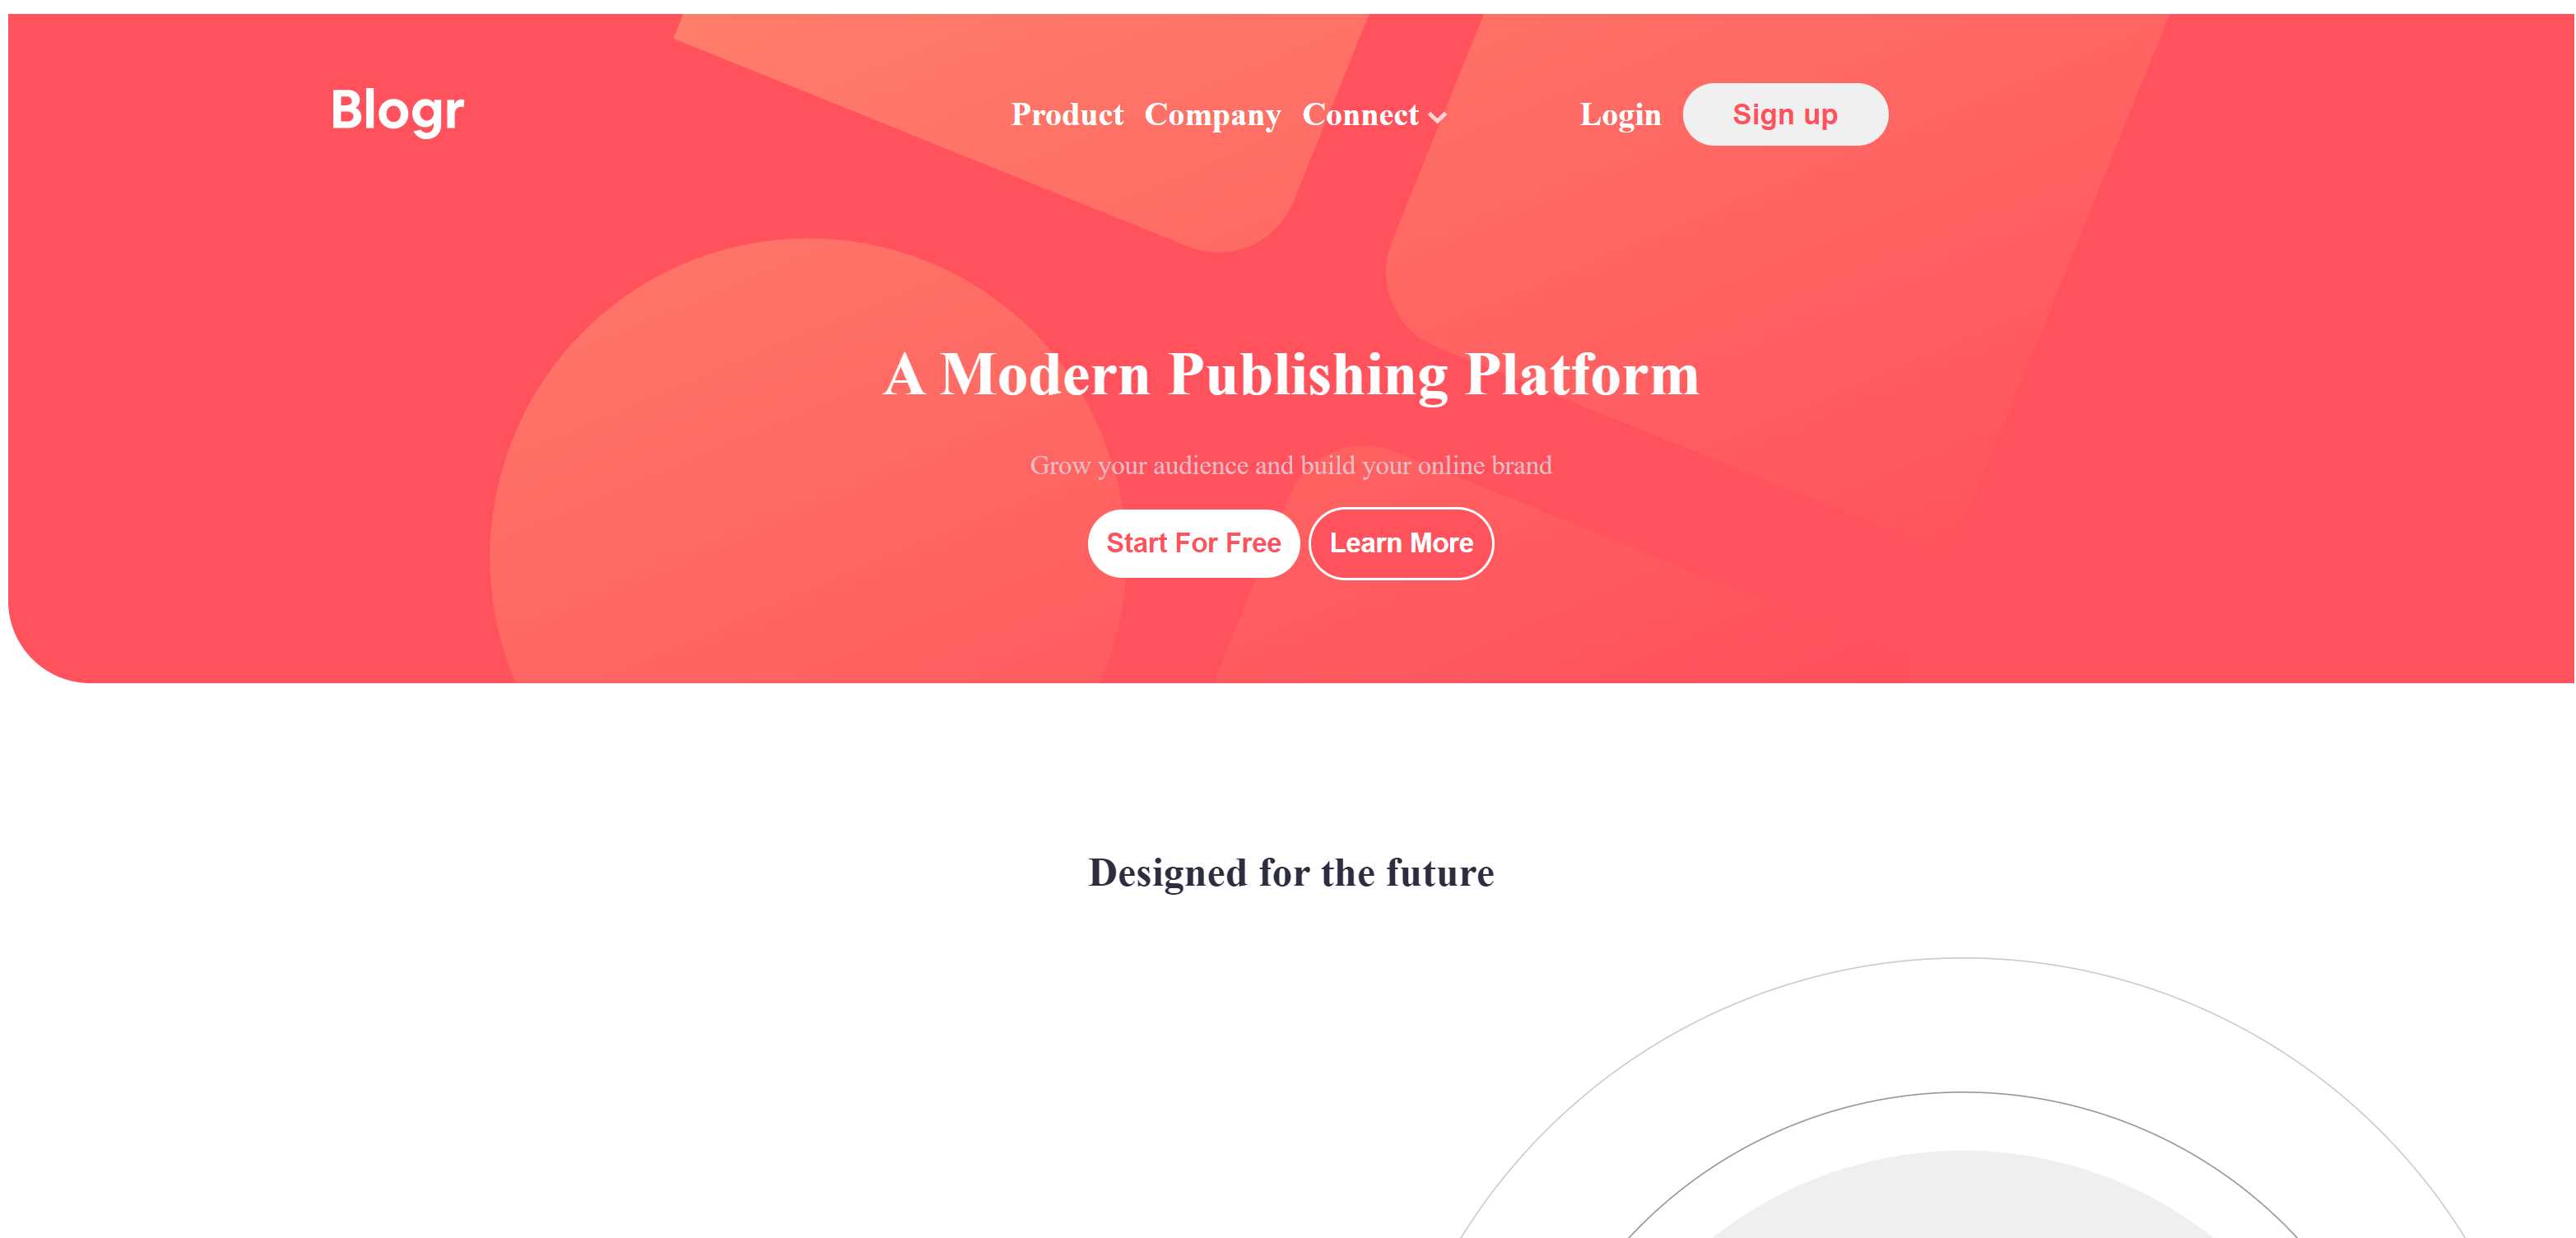 Blogr Product Company Connect Login Sign up
A Modern Publishing Platform
Grow your audience and build your online brand
Start For Free Learn More
Designed for the future